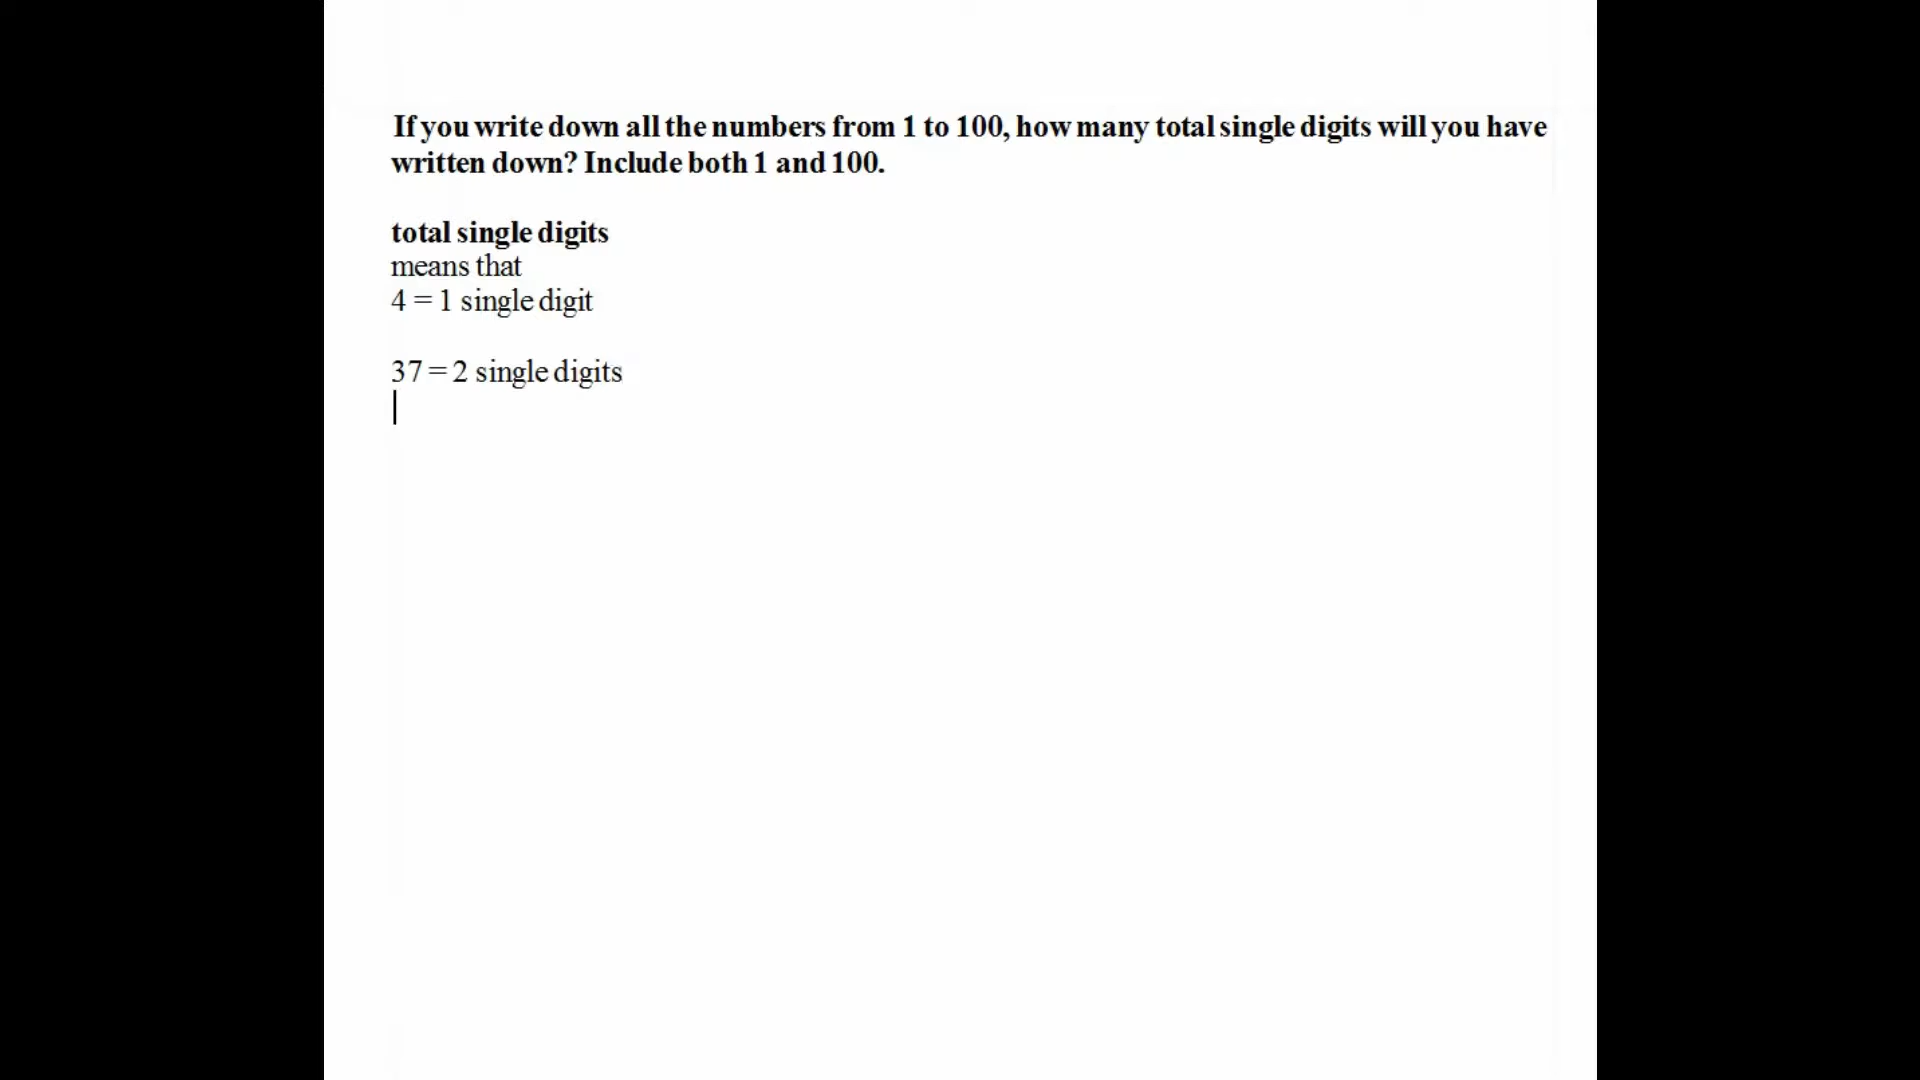 If you write down all the numbers from 1 to 100, how many total single digits will you have
written down? Include both 1 and 100.
total single digits
means that
4 = 1 single digit
37 = 2 single digits